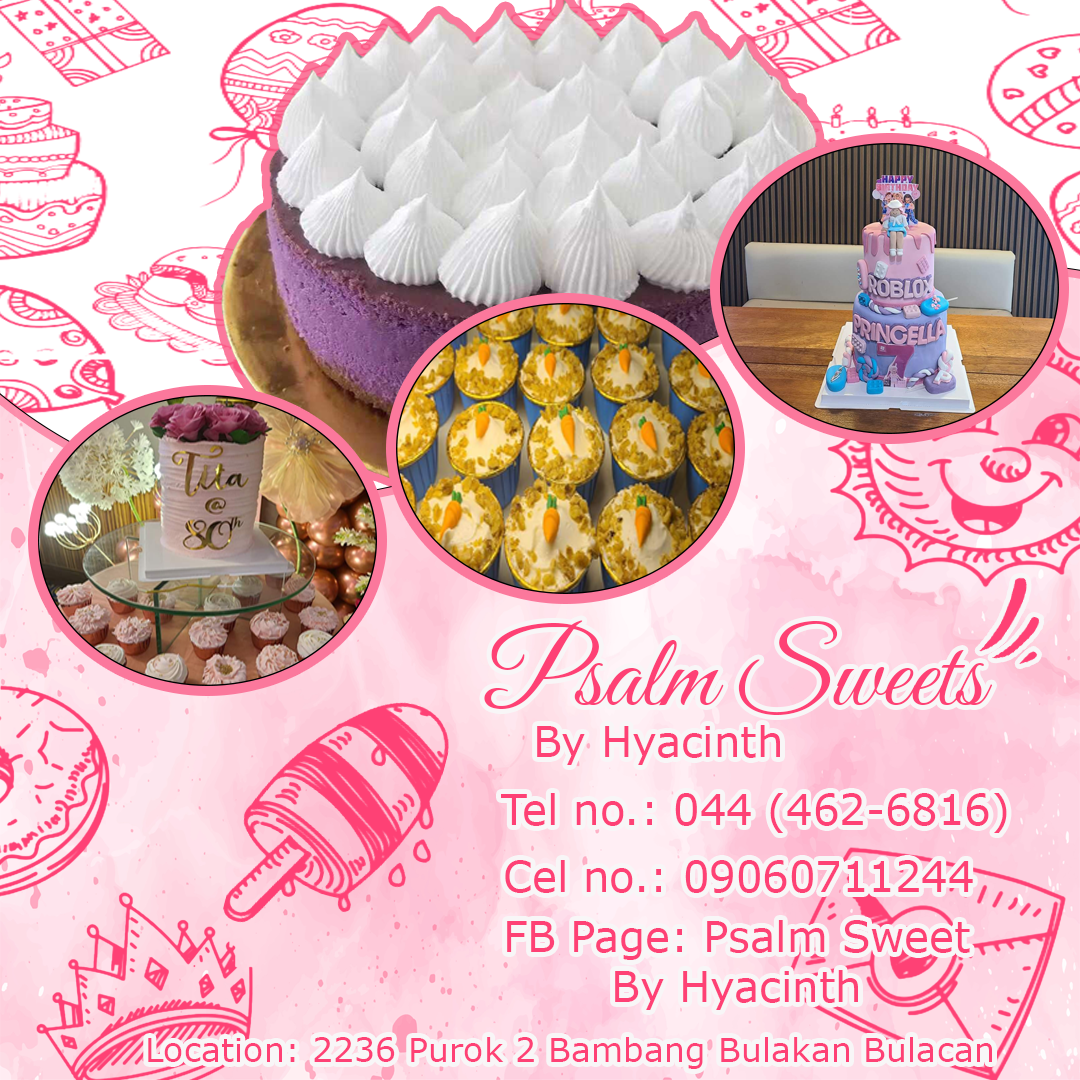 HAPPY
BIRTHDAY
ROBLOX
PRINCELLA
7
Tita
@
80th
Psalm Sweets
By Hyacinth
Tel no.: 044 (462-6816)
Cel no.: 09060711244
FB Page: Psalm Sweet
By Hyacinth
Location: 2236 Purok 2 Bambang Bulakan Bulacan